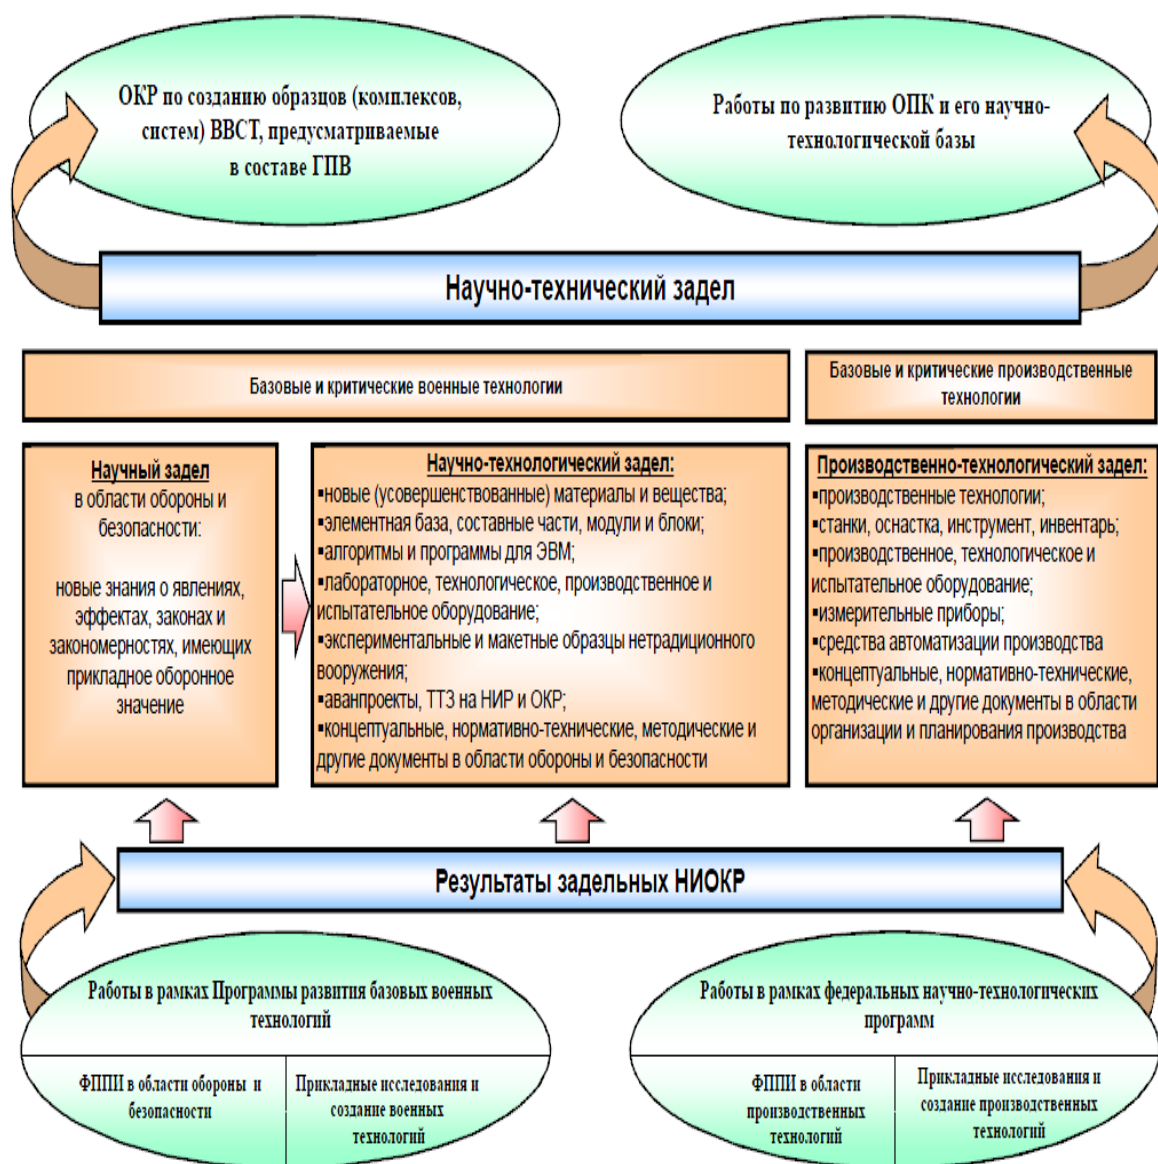 ОКР по созданию образцов (комплексов,
систем) ВВСТ, предусматриваемые
в составе ГПВ
Работы по развитию ОПК и его научно-
технологической базы
Научно-технический задел
Базовые и критические военные технологии
Базовые и критические производственные
технологии
Научный задел
в области обороны и
безопасности:
новые знания о явлениях,
эффектах, законах и
закономерностях, имеющих
прикладное оборонное
значение
Научно-технологический задел:
▪новые (усовершенствованные) материалы и вещества;
▪элементная база, составные части, модули и блоки;
▪алгоритмы и программы для ЭВМ;
▪лабораторное, технологическое, производственное и
испытательное оборудование;
▪экспериментальные и макетные образцы нетрадиционного
вооружения;
▪аванпроекты, ТТЗ на НИР и ОКР;
▪концептуальные, нормативно-технические, методические и
другие документы в области обороны и безопасности
Производственно-технологический задел:
▪производственные технологии;
▪станки, оснастка, инструмент, инвентарь;
▪производственное, технологическое и
испытательное оборудование;
▪измерительные приборы;
▪средства автоматизации производства
▪концептуальные, нормативно-технические,
методические и другие документы в области
организации и планирования производства
Результаты задельных НИОКР
Работы в рамках Программы развития базовых военных
технологий
ФППИ в области обороны и
безопасности
Прикладные исследования и
создание военных
технологий
Работы в рамках федеральных научно-технологических
программ
ФППИ в области
производственных
технологий
Прикладные исследования и
создание производственных
технологий